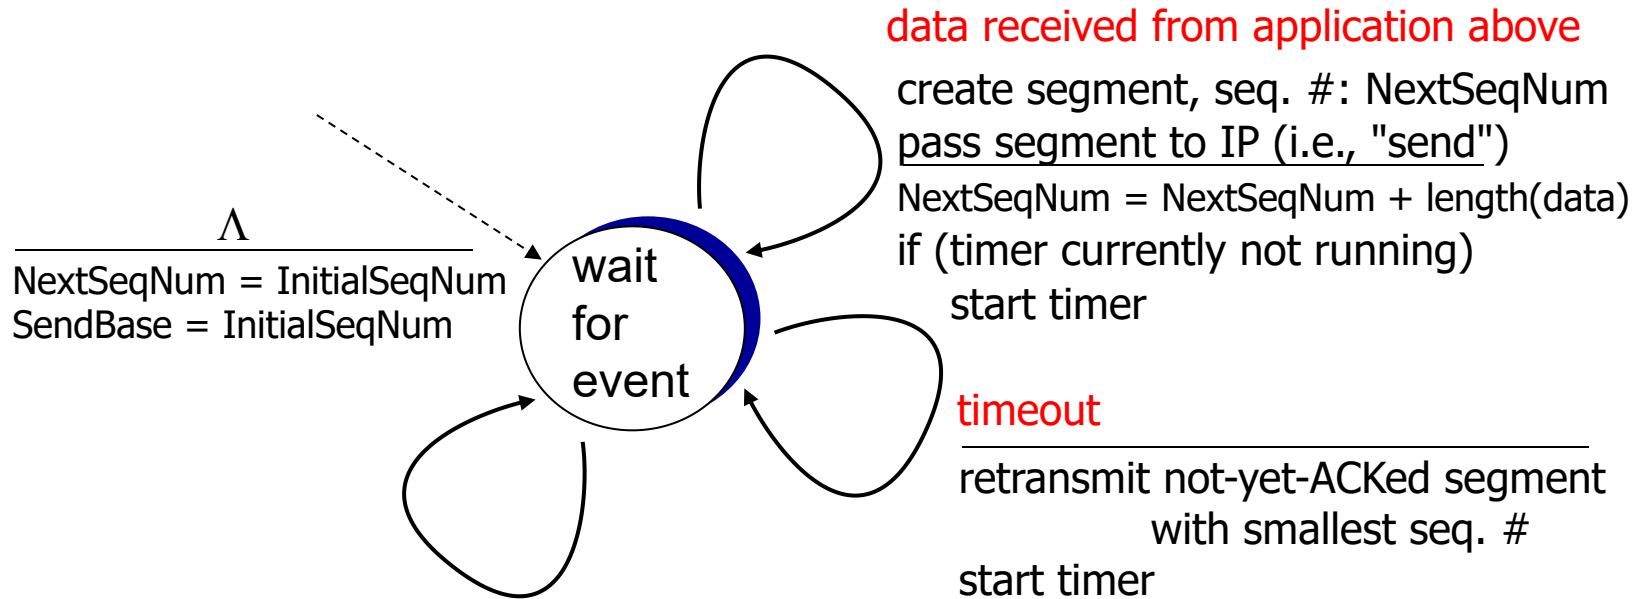 data received from application above
create segment, seq. #: NextSeqNum
pass segment to IP (i.e., "send")
NextSeqNum = NextSeqNum + length(data)
if (timer currently not running)
start timer
Λ
NextSeqNum = InitialSeqNum
SendBase = InitialSeqNum
wait
for
event
timeout
retransmit not-yet-ACKed segment
with smallest seq. #
start timer